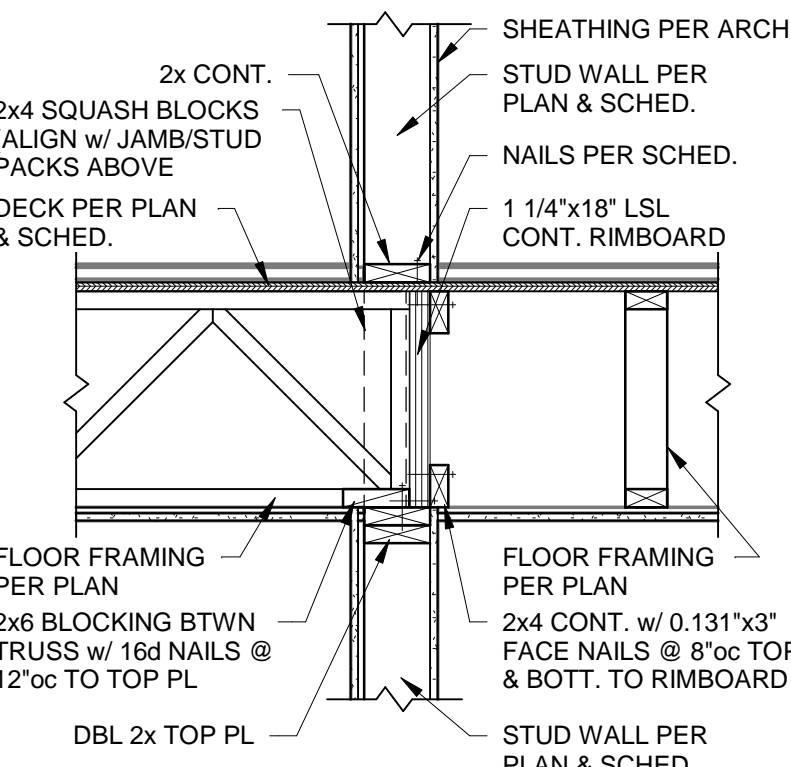 SHEATHING PER ARCH
2x CONT.
STUD WALL PER
PLAN & SCHED.
2x4 SQUASH BLOCKS
ALIGN w/ JAMB/STUD
PACKS ABOVE
NAILS PER SCHED.
DECK PER PLAN
& SCHED.
1 1/4"x18" LSL
CONT. RIMBOARD
FLOOR FRAMING
PER PLAN
FLOOR FRAMING
PER PLAN
2x6 BLOCKING BTWN
TRUSS w/ 16d NAILS @
12"oc TO TOP PL
2x4 CONT. w/ 0.131"x3"
FACE NAILS @ 8"oc TOP
& BOTT. TO RIMBOARD
DBL 2x TOP PL
STUD WALL PER
PLAN & SCHED.